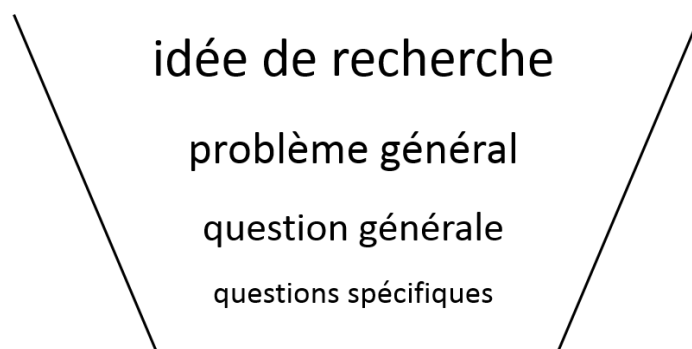 idée de recherche
problème général
question générale
questions spécifiques